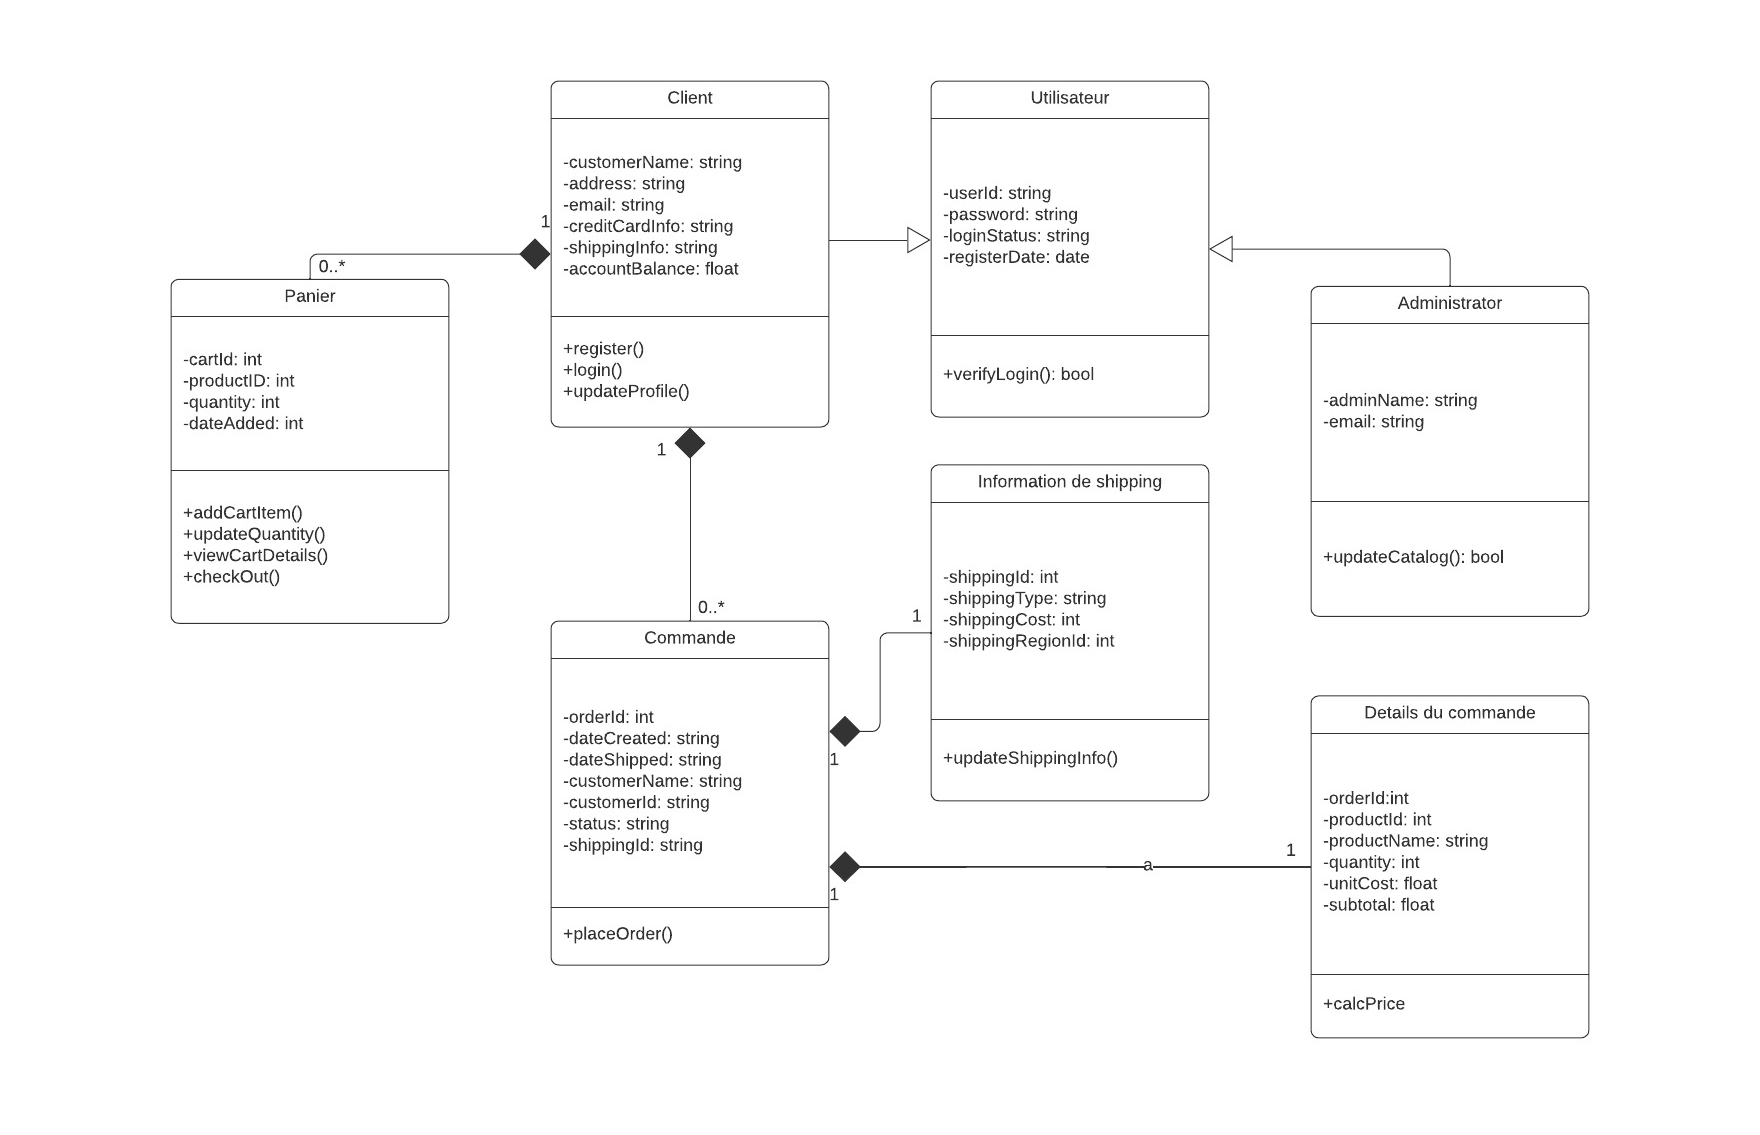 Client
-customerName: string
-address: string
-email: string
-creditCardInfo: string
-shippingInfo: string
-accountBalance: float
+register()
+login()
+updateProfile()
Utilisateur
-userId: string
-password: string
-loginStatus: string
-registerDate: date
+verifyLogin(): bool
1
0..*
Panier
-cartId: int
-productID: int
-quantity: int
-dateAdded: int
+addCartItem()
+updateQuantity()
+viewCartDetails()
+checkOut()
Administrator
-adminName: string
-email: string
+updateCatalog(): bool
1
0..*
Information de shipping
-shippingId: int
-shippingType: string
-shippingCost: int
-shippingRegionId: int
+updateShippingInfo()
1
1
Commande
-orderId: int
-dateCreated: string
-dateShipped: string
-customerName: string
-customerId: string
-status: string
-shippingId: string
+placeOrder()
1
a
1
Details du commande
-orderId:int
-productId: int
-productName: string
-quantity: int
-unitCost: float
-subtotal: float
+calcPrice